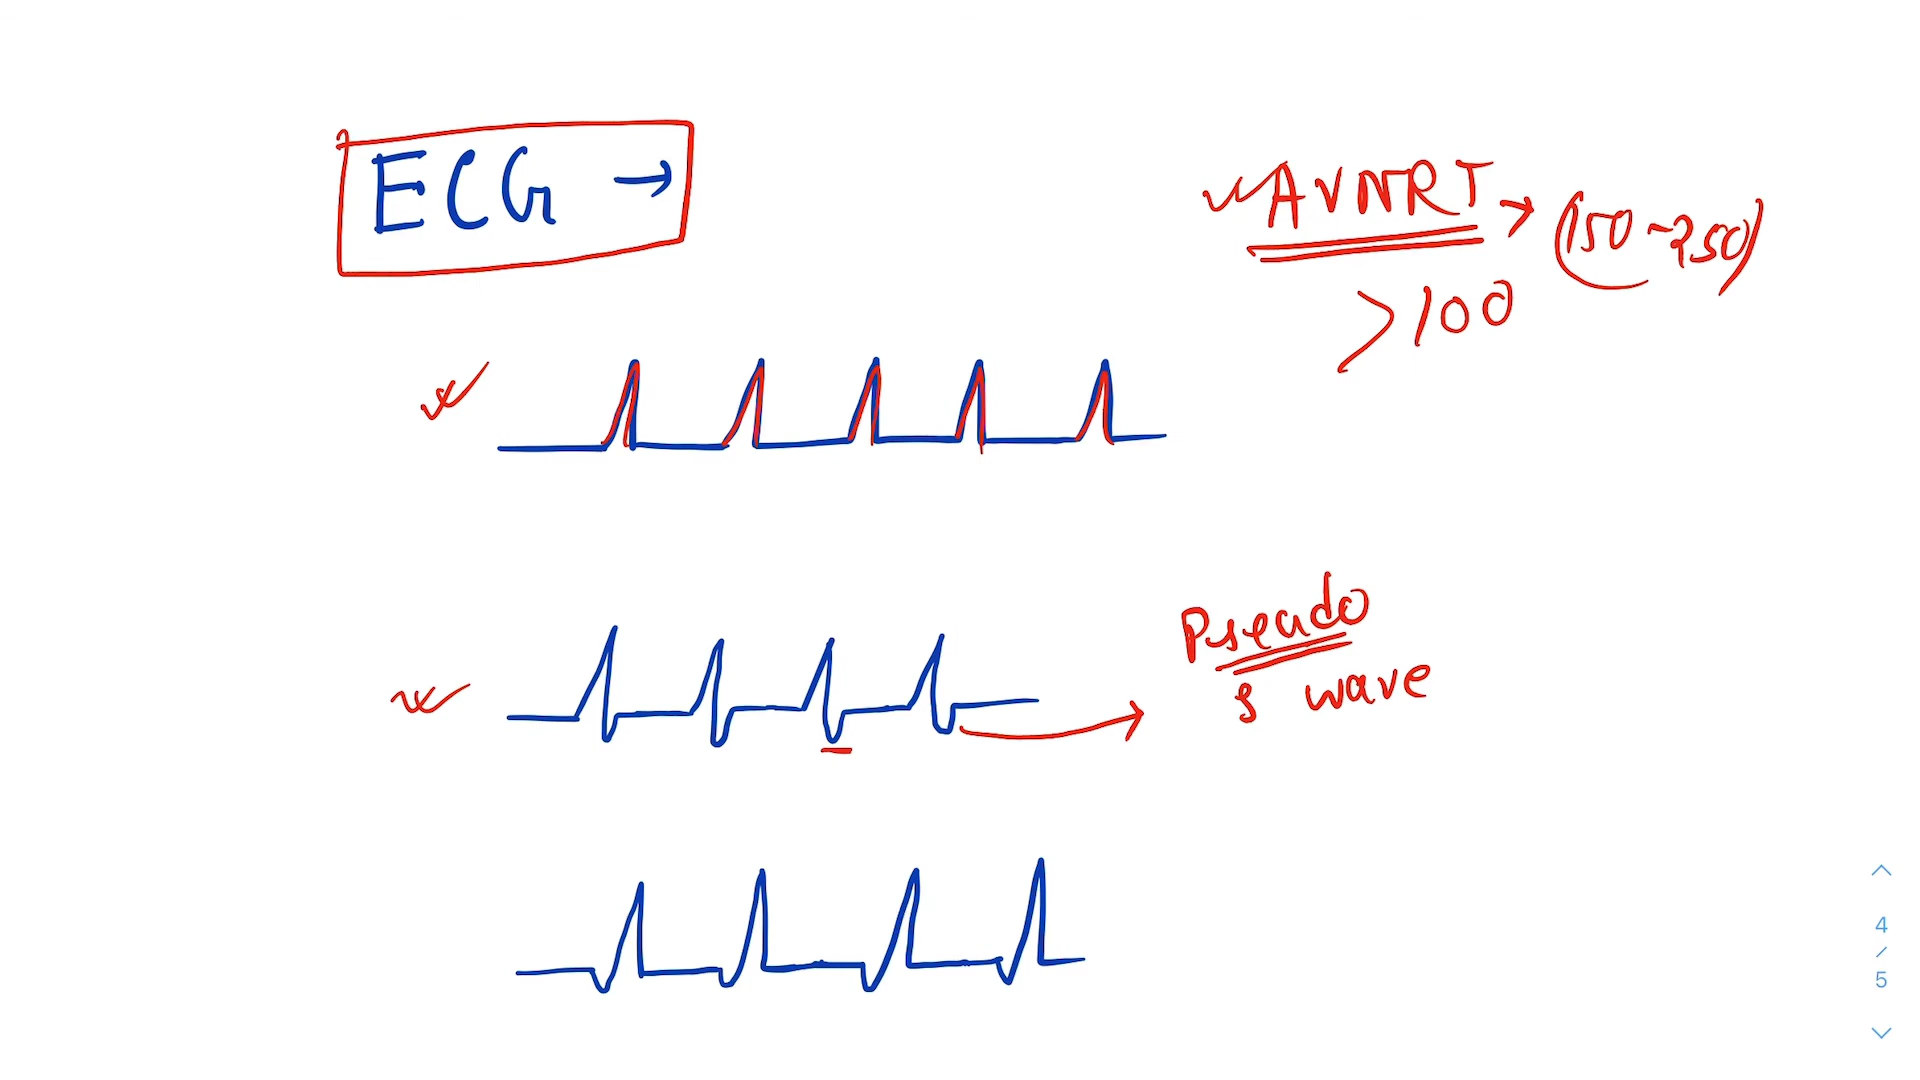 ECG →
AVNRT → (150-250)
>100
Pseudo
s wave
4
/
5